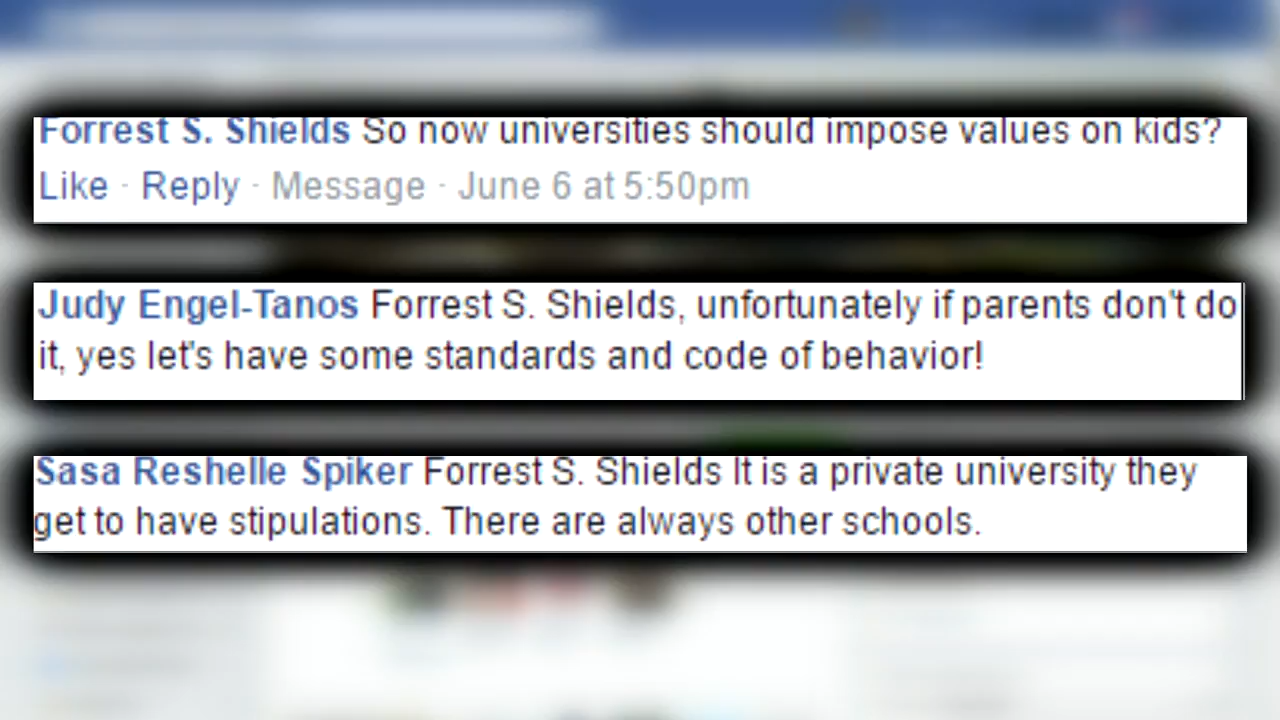 Forrest S. Shields So now universities should impose values on kids?
Like · Reply · Message · June 6 at 5:50pm
Judy Engel-Tanos Forrest S. Shields, unfortunately if parents don't do
it, yes let's have some standards and code of behavior!
Sasa Reshelle Spiker Forrest S. Shields It is a private university they
get to have stipulations. There are always other schools.